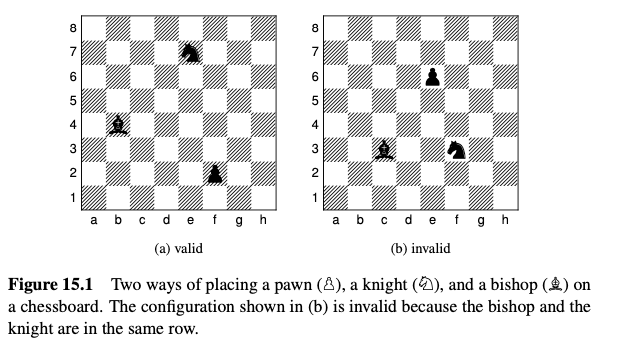 8 8
7 7
6 6
5 5
4 4
3 3
2 2
1 1
a b c d e f g h a b c d e f g h
(a) valid (b) invalid
Figure 15.1 Two ways of placing a pawn (♙), a knight (♘), and a bishop (♗) on
a chessboard. The configuration shown in (b) is invalid because the bishop and the
knight are in the same row.